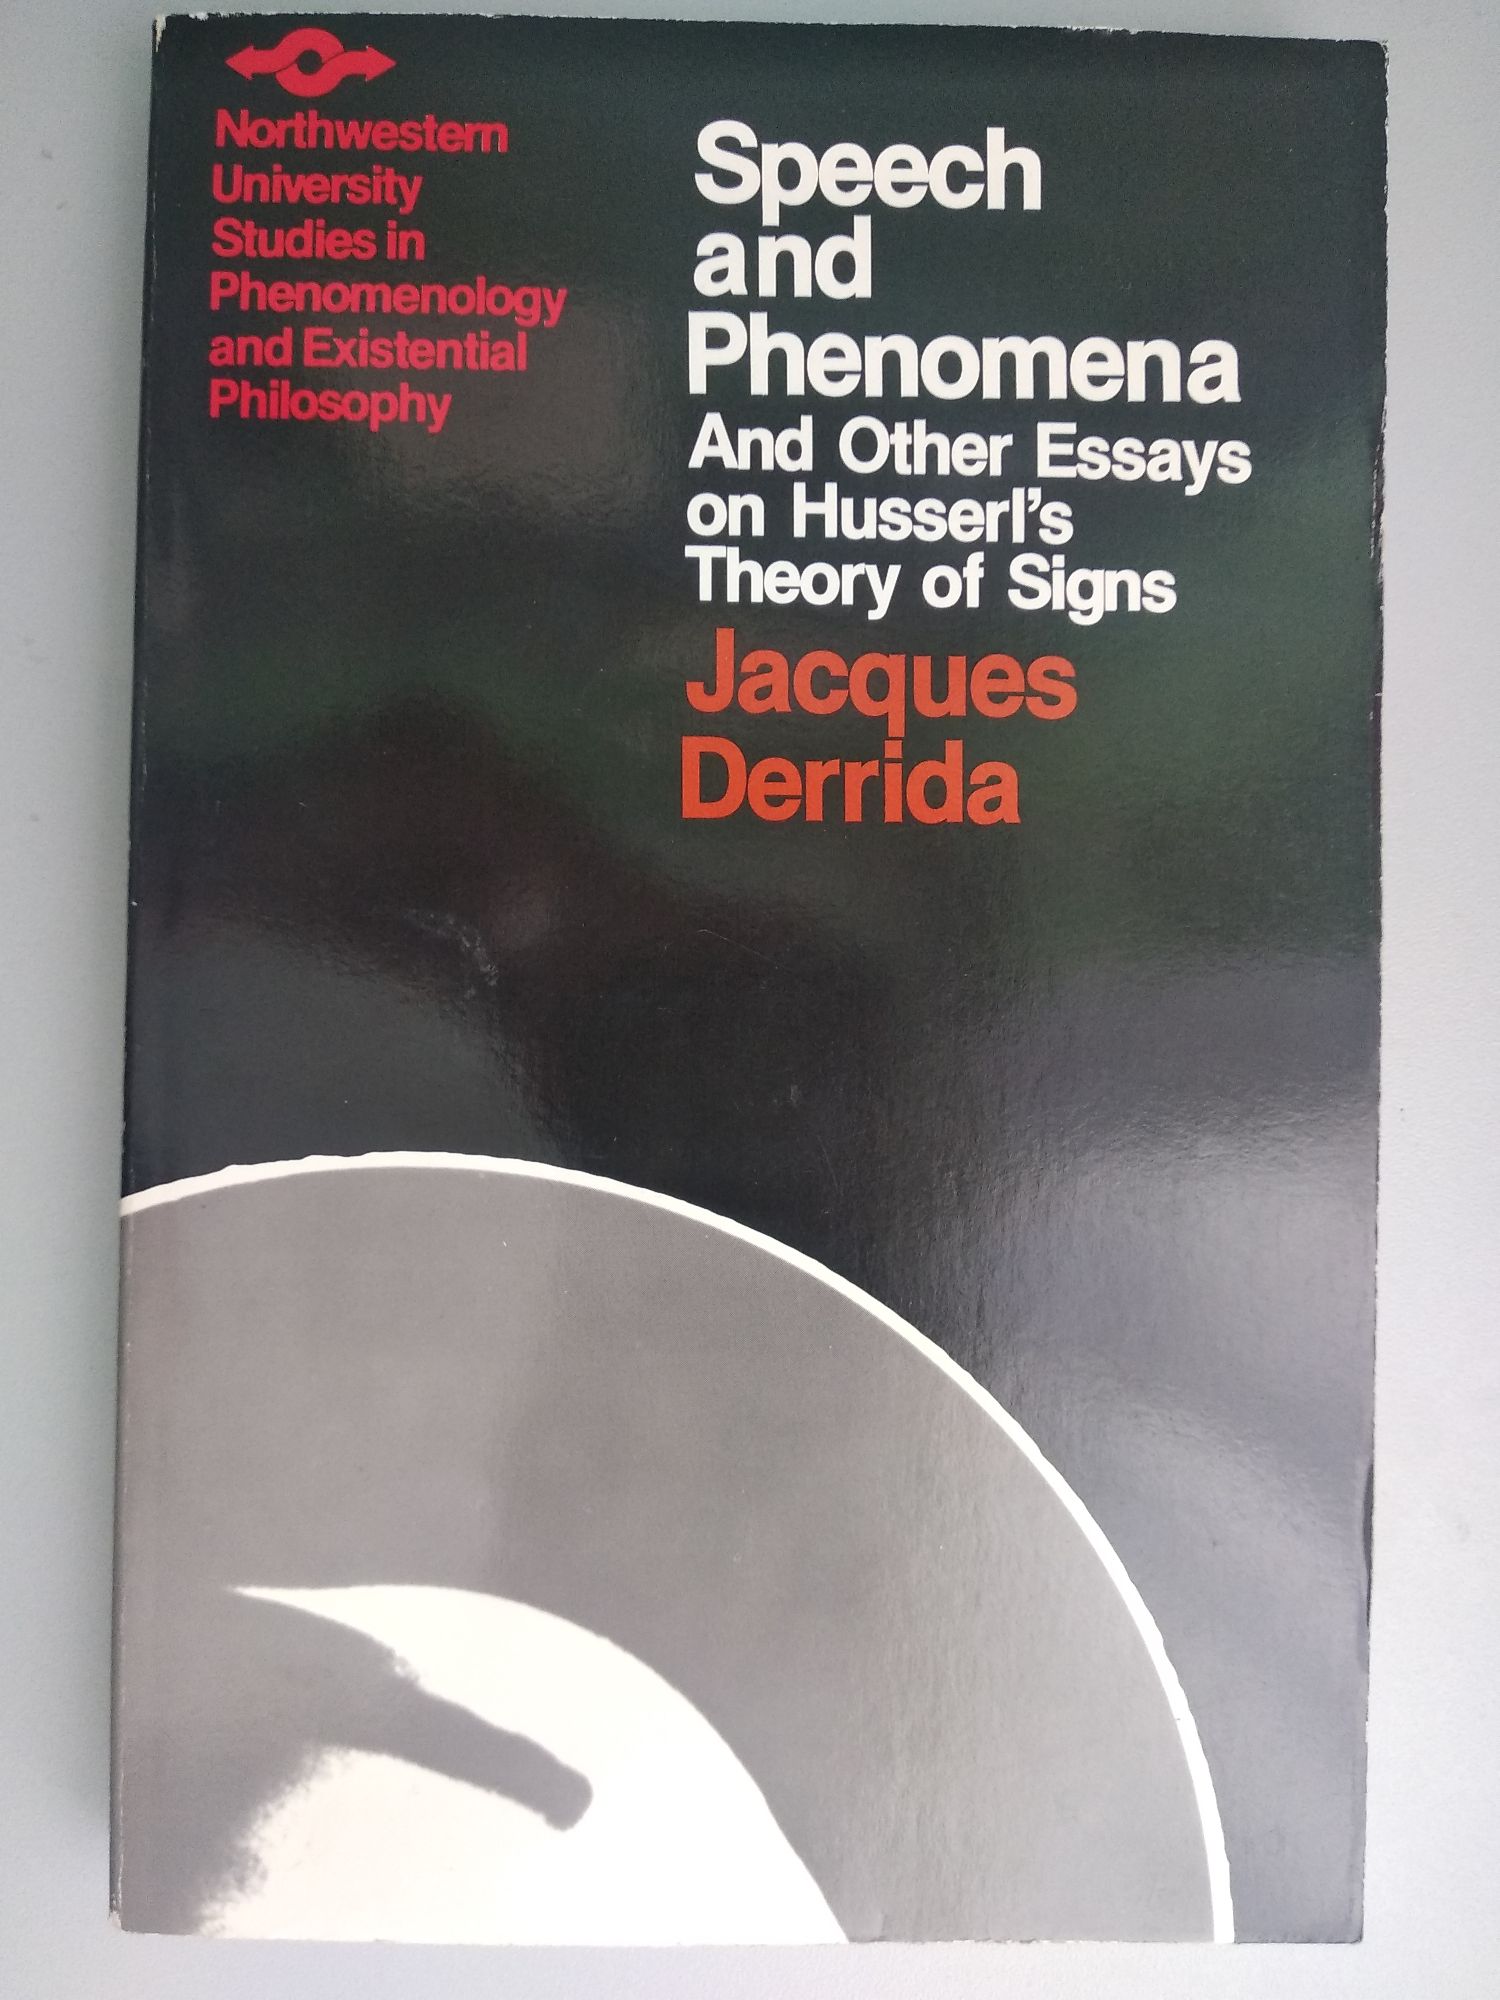 Northwestern
University
Studies in
Phenomenology
and Existential
Philosophy
Speech
and
Phenomena
And Other Essays
on Husserl's
Theory of Signs
Jacques
Derrida